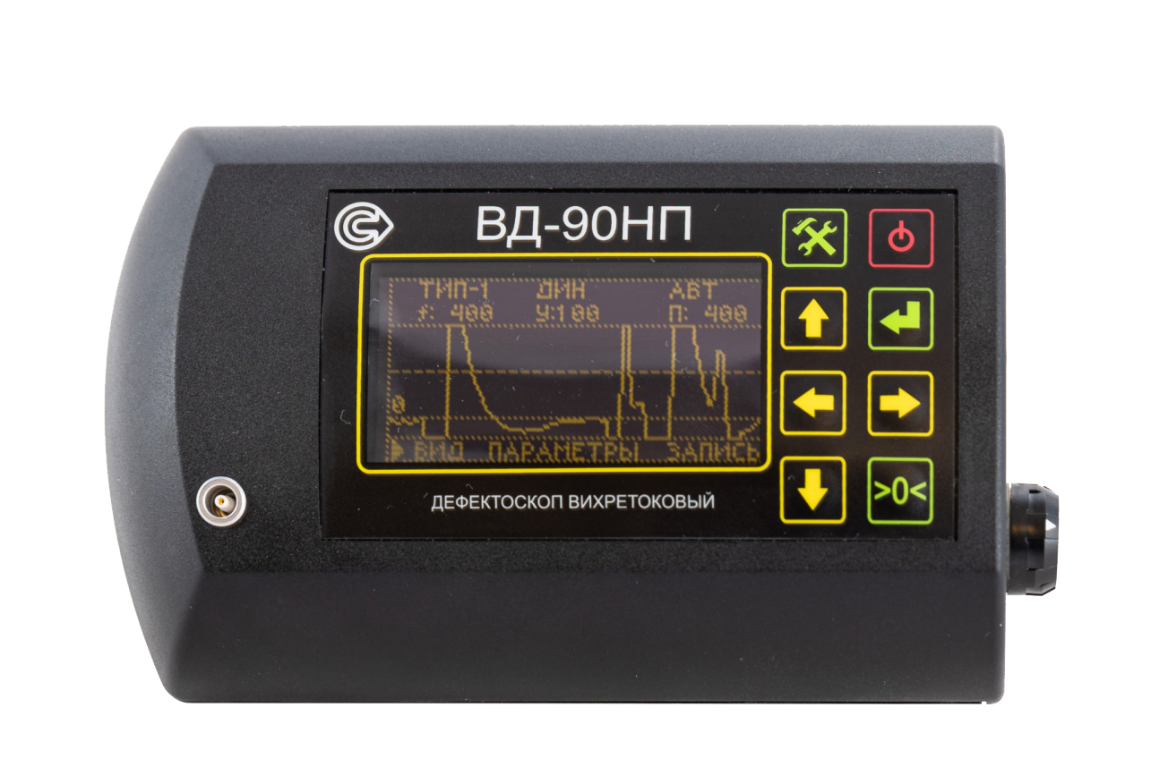 ВД-90НП
ТИП-1 ДИН АВТ
f: 400 У:100 П: 400
0
ВИД ПАРАМЕТРЫ ЗАПИСЬ
ДЕФЕКТОСКОП ВИХРЕТОКОВЫЙ
>0<